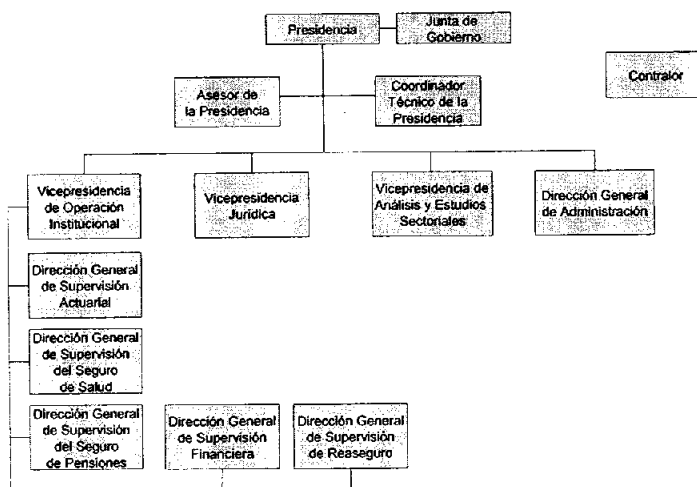 Presidencia
Junta de
Gobierno
Contralor
Asesor de
la Presidencia
Coordinador
Técnico de la
Presidencia
Vicepresidencia
de Operación
Institucional
Vicepresidencia
Jurídica
Vicepresidencia de
Análisis y Estudios
Sectoriales
Dirección General
de Administración
Dirección General
de Supervisión
Actuarial
Dirección General
de Supervisión
del Seguro
de Salud
Dirección General
de Supervisión
del Seguro
de Pensiones
Dirección General
de Supervisión
Financiera
Dirección General
de Supervisión
de Reaseguro